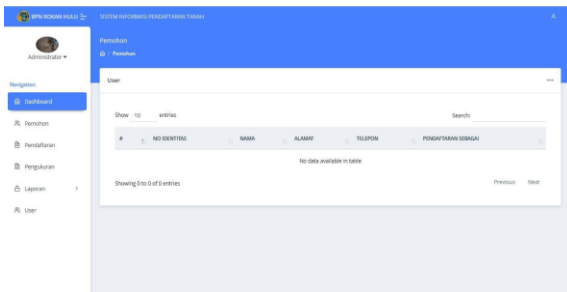 BPN ROKAN HULU
SISTEM INFORMASI PENDAFTARAN TANAH
Administrator
Navigation
Dashboard
Pemohon
Pendaftaran
Pengukuran
Laporan
User
Pemohon
/ Pemohon
User
Show 10 entries
Search:
# NO IDENTITAS NAMA ALAMAT TELEPON PENDAFTARAN SEBAGAI
No data available in table
Showing 0 to 0 of 0 entries
Previous Next